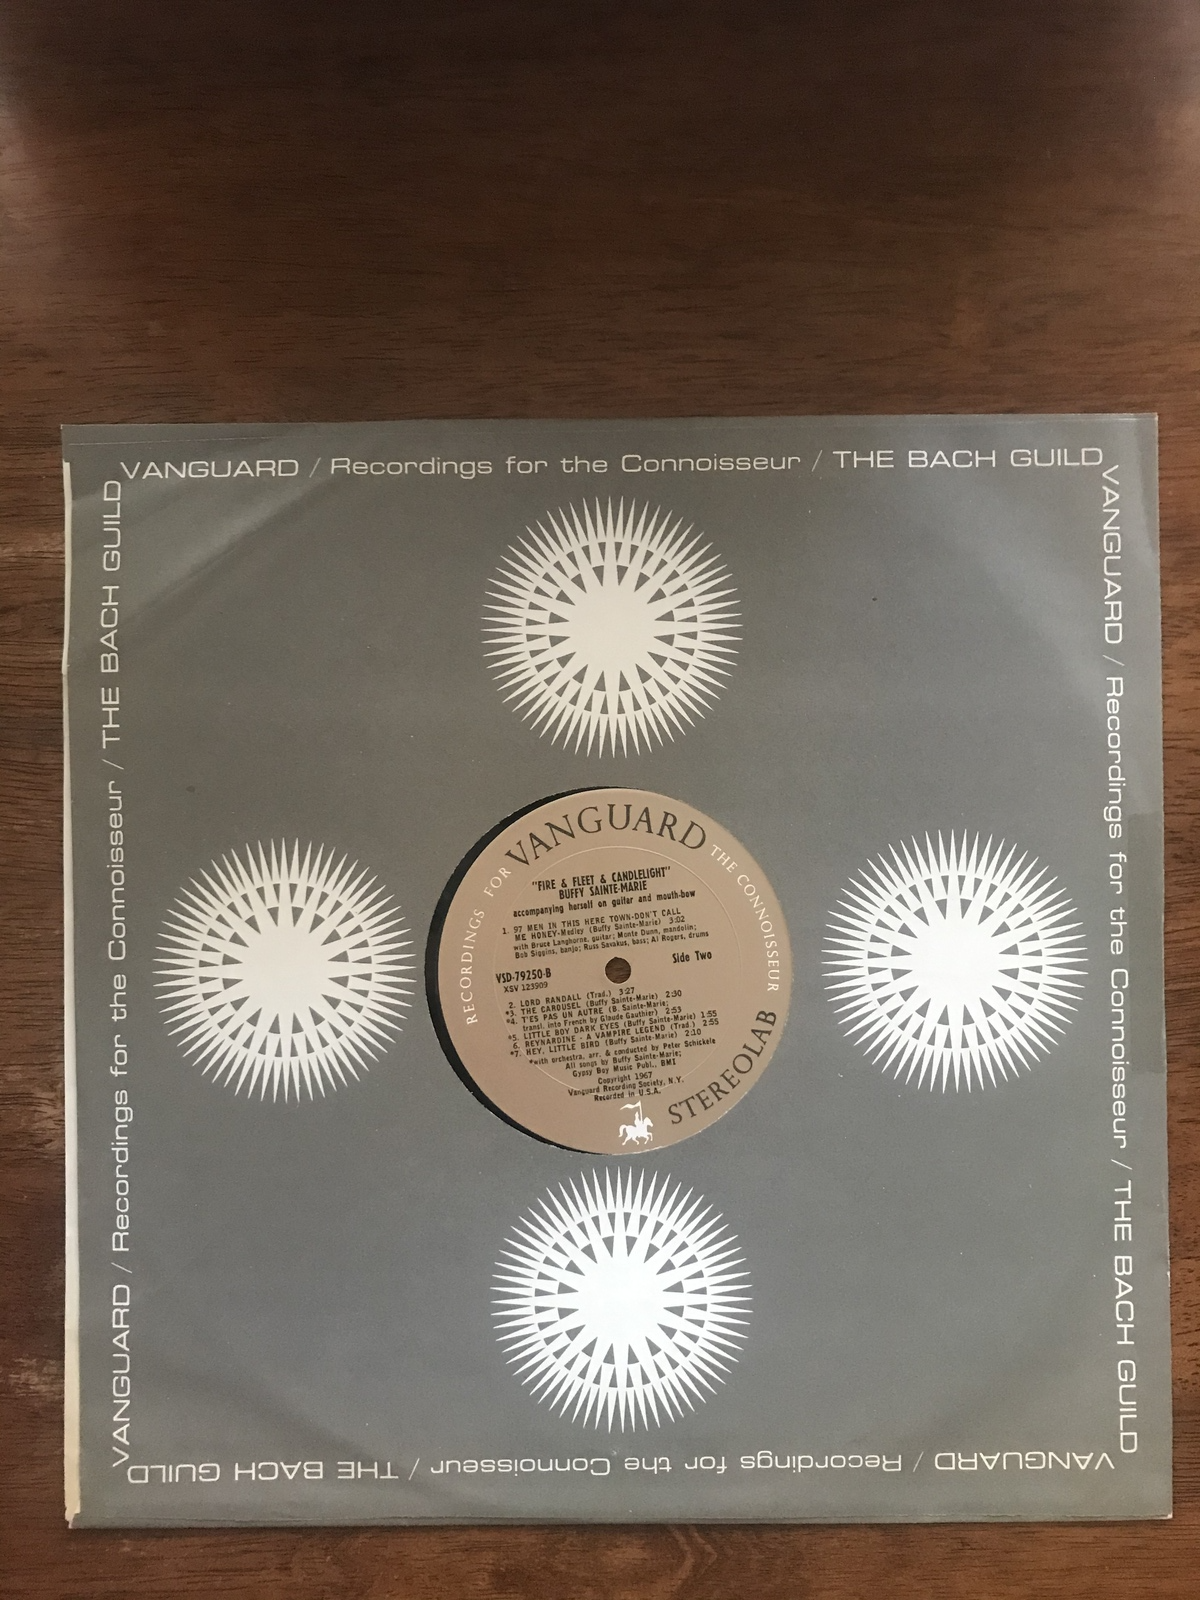 VANGUARD / Recordings for the Connoisseur / THE BACH GUILD
VANGUARD / Recordings for the Connoisseur / THE BACH GUILD
VANGUARD / Recordings for the Connoisseur / THE BACH GUILD
VANGUARD / Recordings for the Connoisseur / THE BACH GUILD
RECORDINGS FOR VANGUARD THE CONNOISSEUR
"FIRE & FLEET & CANDLELIGHT"
BUFFY SAINTE-MARIE
accompanying herself on guitar and mouth-bow
1. 97 MEN IN THIS HERE TOWN-DON'T CALL
ME HONEY-Medley (Buffy Sainte-Marie) 3:02
with Bruce Langhorne, guitar; Monte Dunn, mandolin;
Bob Siggins, banjo; Russ Savakus, bass; Al Rogers, drums
Side Two
VSD-79250-B
XSV 123909
2. LORD RANDALL (Trad.) 3:27
*3. THE CAROUSEL (Buffy Sainte-Marie) 2:30
*4. T'ES PAS UN AUTRE (B. Sainte-Marie;
transl. into French by Claude Gauthier) 2:53
*5. LITTLE BOY DARK EYES (Buffy Sainte-Marie) 1:55
6. REYNARDINE - A VAMPIRE LEGEND (Trad.) 2:55
*7. HEY, LITTLE BIRD (Buffy Sainte-Marie) 2:10
*with orchestra, arr. & conducted by Peter Schickele
All songs by Buffy Sainte-Marie;
Gypsy Boy Music Publ., BMI
Copyright 1967
Vanguard Recording Society, N.Y.
Recorded in U.S.A.
STEREOLAB